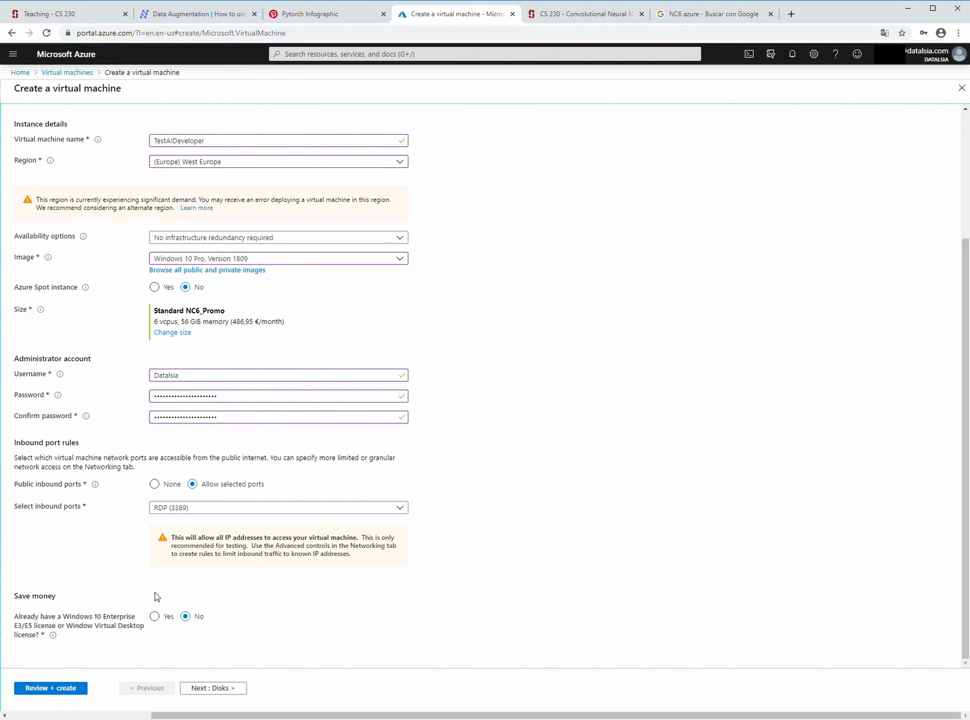 Teaching - CS 230
Data Augmentation | How to use
Pytorch Infographic
Create a virtual machine - Micros
CS 230 - Convolutional Neural N
NC6 azure - Buscar con Google
portal.azure.com/?l=en.en-us#create/Microsoft.VirtualMachine
Microsoft Azure
Search resources, services, and docs (G+/)
@datalsia.com
DATALSIA
Home > Virtual machines > Create a virtual machine
Create a virtual machine
Instance details
Virtual machine name *
TestAIDeveloper
Region *
(Europe) West Europe
This region is currently experiencing significant demand. You may receive an error deploying a virtual machine in this region.
We recommend considering an alternate region. Learn more
Availability options
No infrastructure redundancy required
Image *
Windows 10 Pro, Version 1809
Browse all public and private images
Azure Spot instance
Yes No
Size *
Standard NC6_Promo
6 vcpus, 56 GiB memory (486,95 €/month)
Change size
Administrator account
Username *
Datalsia
Password *
Confirm password *
Inbound port rules
Select which virtual machine network ports are accessible from the public internet. You can specify more limited or granular
network access on the Networking tab.
Public inbound ports *
None Allow selected ports
Select inbound ports *
RDP (3389)
This will allow all IP addresses to access your virtual machine. This is only
recommended for testing. Use the Advanced controls in the Networking tab
to create rules to limit inbound traffic to known IP addresses.
Save money
Already have a Windows 10 Enterprise
E3/E5 license or Window Virtual Desktop
license? *
Yes No
Review + create
< Previous
Next : Disks >